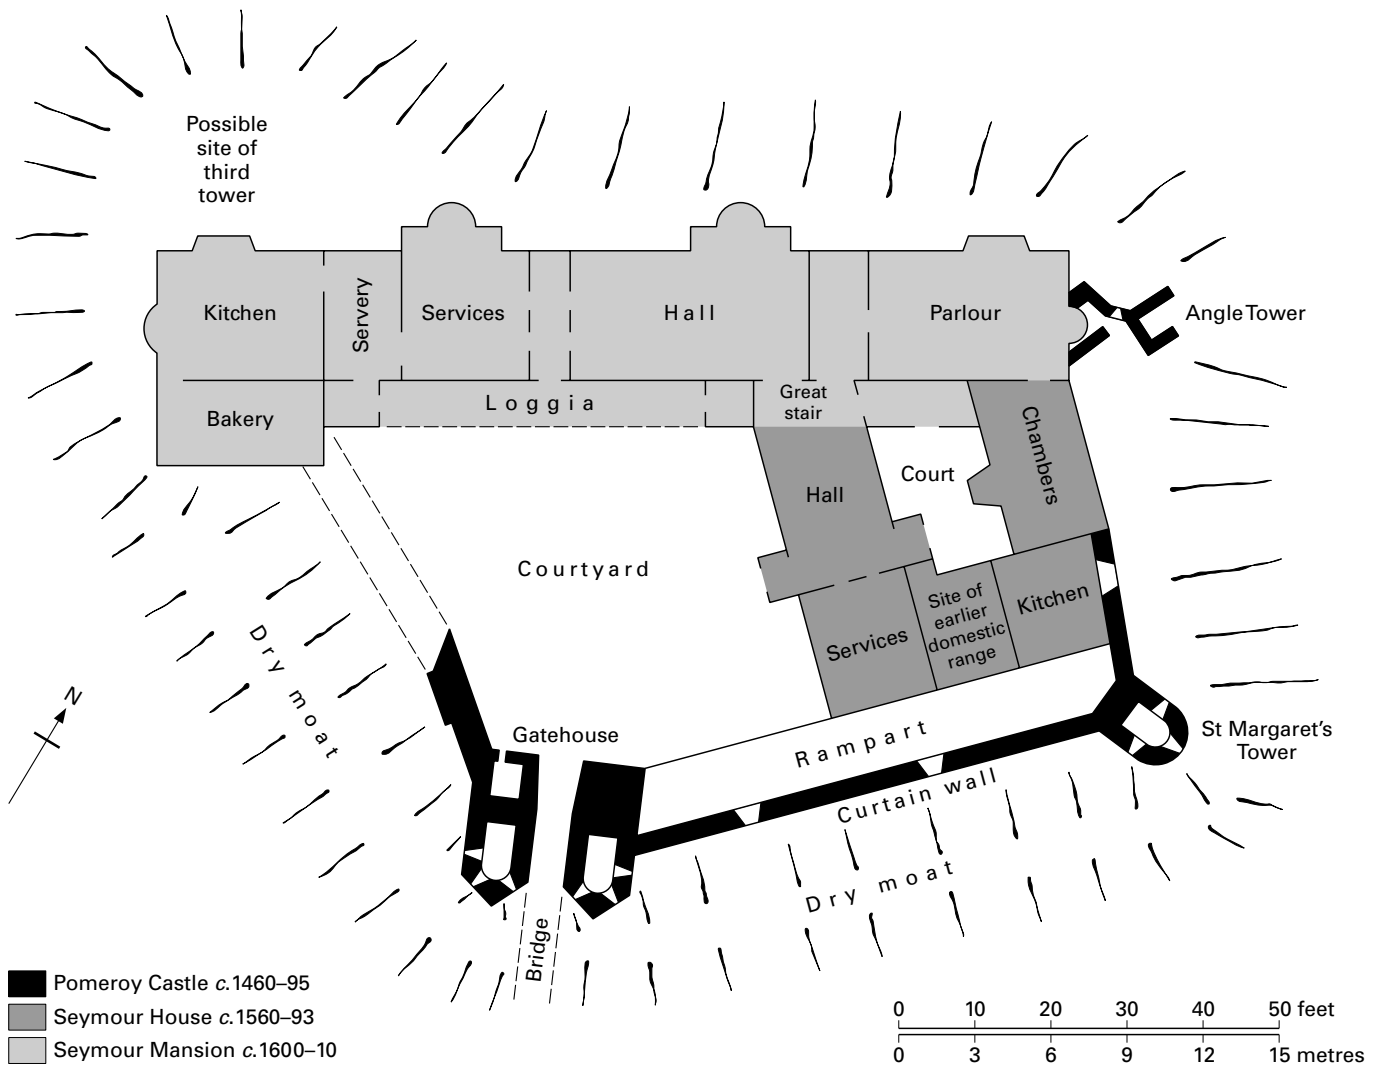 Possible
site of
third
tower
Kitchen
Servery
Services
Hall
Parlour
Angle Tower
Bakery
Loggia
Great
stair
Chambers
Court
Hall
Courtyard
Site of
earlier
domestic
range
Kitchen
Services
Dry moat
N
Gatehouse
Rampart
St Margaret's
Tower
Curtain wall
Dry moat
Bridge
Pomeroy Castle c.1460–95
Seymour House c.1560–93
Seymour Mansion c.1600–10
0 10 20 30 40 50 feet
0 3 6 9 12 15 metres